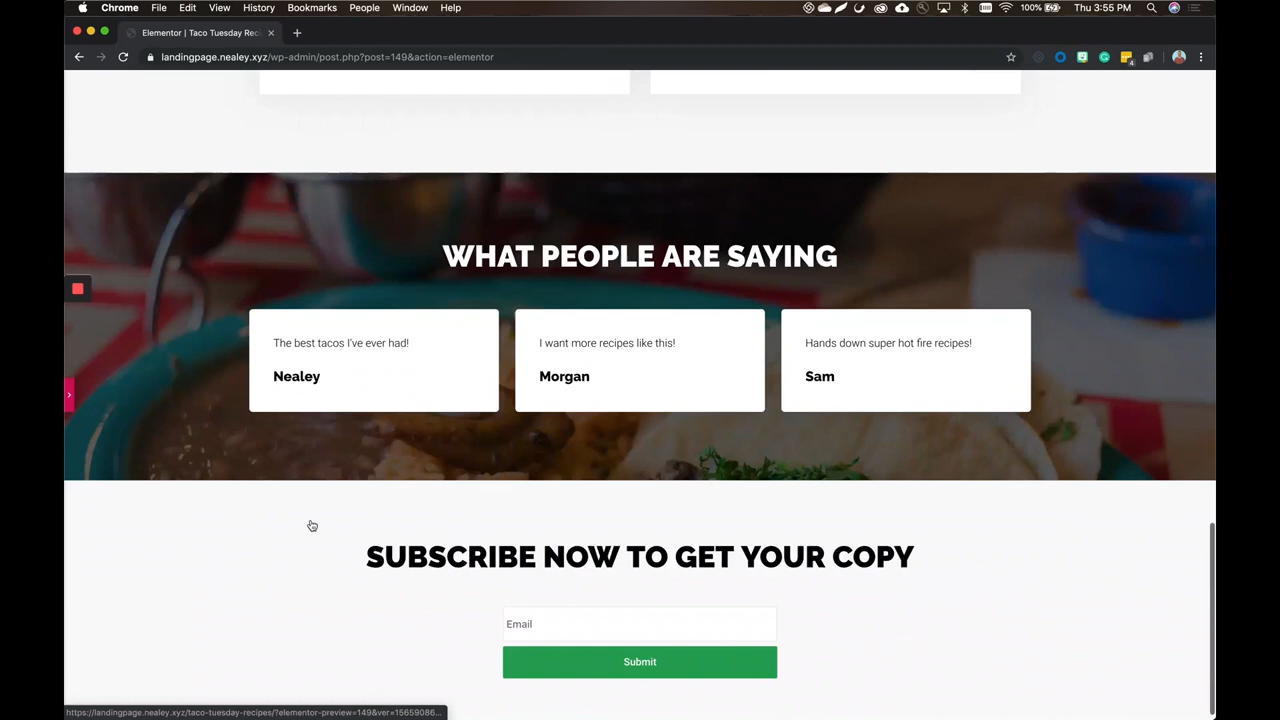 Chrome File Edit View History Bookmarks People Window Help 100% Thu 3:55 PM
Elementor | Taco Tuesday Reci
landingpage.nealey.xyz/wp-admin/post.php?post=149&action=elementor
WHAT PEOPLE ARE SAYING
The best tacos I've ever had!
Nealey
I want more recipes like this!
Morgan
Hands down super hot fire recipes!
Sam
SUBSCRIBE NOW TO GET YOUR COPY
Email
Submit
https://landingpage.nealey.xyz/taco-tuesday-recipes/?elementor-preview=149&ver=15659086...